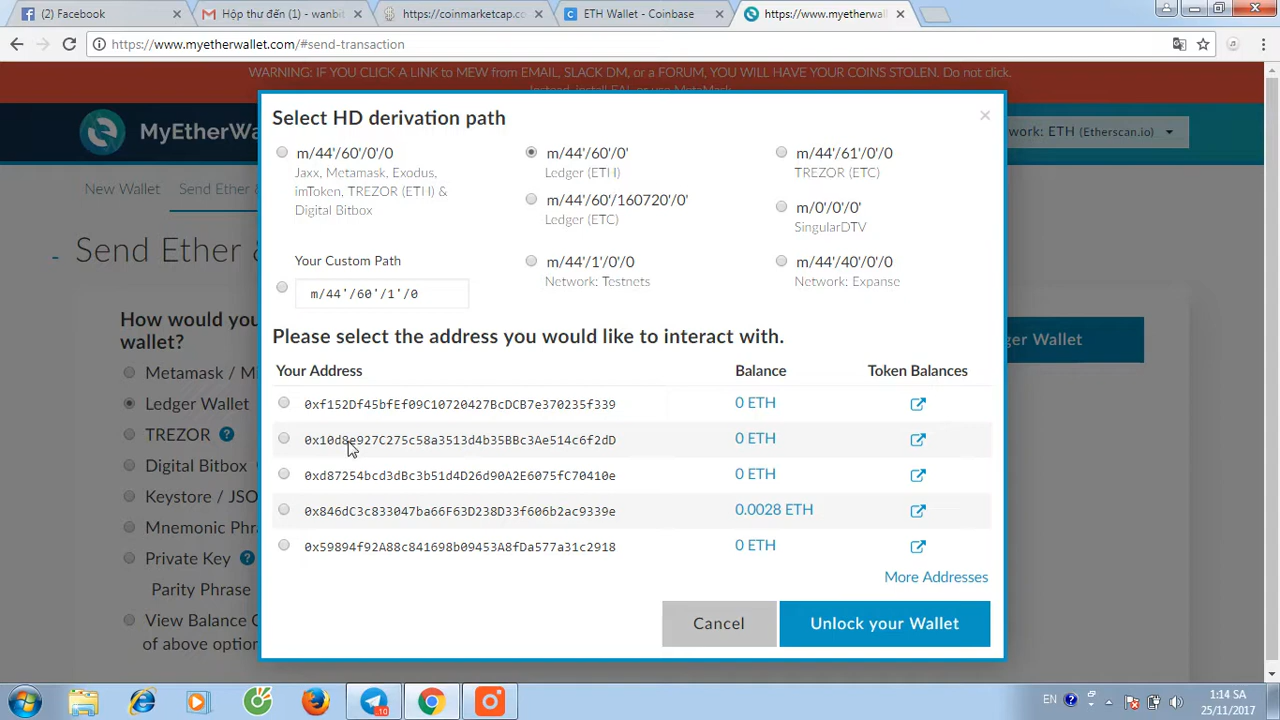 (2) Facebook
Hộp thư đến (1) - wanbit
https://coinmarketcap.co
ETH Wallet - Coinbase
https://www.myetherwall
https://www.myetherwallet.com/#send-transaction
WARNING: IF YOU CLICK A LINK to MEW from EMAIL, SLACK DM, or a FORUM, YOU WILL HAVE YOUR COINS STOLEN. Do not click.
MyEtherWa
work: ETH (Etherscan.io)
New Wallet
Send Ether &
Send Ether &
How would you
wallet?
Metamask / M
Ledger Wallet
TREZOR
Digital Bitbox
Keystore / JSO
Mnemonic Phra
Private Key
Parity Phrase
View Balance O
of above option
ger Wallet
Select HD derivation path
×
m/44'/60'/0'/0
Jaxx, Metamask, Exodus,
imToken, TREZOR (ETH) &
Digital Bitbox
m/44'/60'/0'
Ledger (ETH)
m/44'/61'/0'/0
TREZOR (ETC)
m/44'/60'/160720'/0'
Ledger (ETC)
m/0'/0'/0'
SingularDTV
Your Custom Path
m/44'/60'/1'/0
m/44'/1'/0'/0
Network: Testnets
m/44'/40'/0'/0
Network: Expanse
Please select the address you would like to interact with.
Your Address Balance Token Balances
0xf152Df45bfEf09C10720427BcDCB7e370235f339 0 ETH
0x10d8e927C275c58a3513d4b35BBc3Ae514c6f2dD 0 ETH
0xd87254bcd3dBc3b51d4D26d90A2E6075fC70410e 0 ETH
0x846dC3c833047ba66F63D238D33f606b2ac9339e 0.0028 ETH
0x59894f92A88c841698b09453A8fDa577a31c2918 0 ETH
More Addresses
Cancel
Unlock your Wallet
10
EN
1:14 SA
25/11/2017